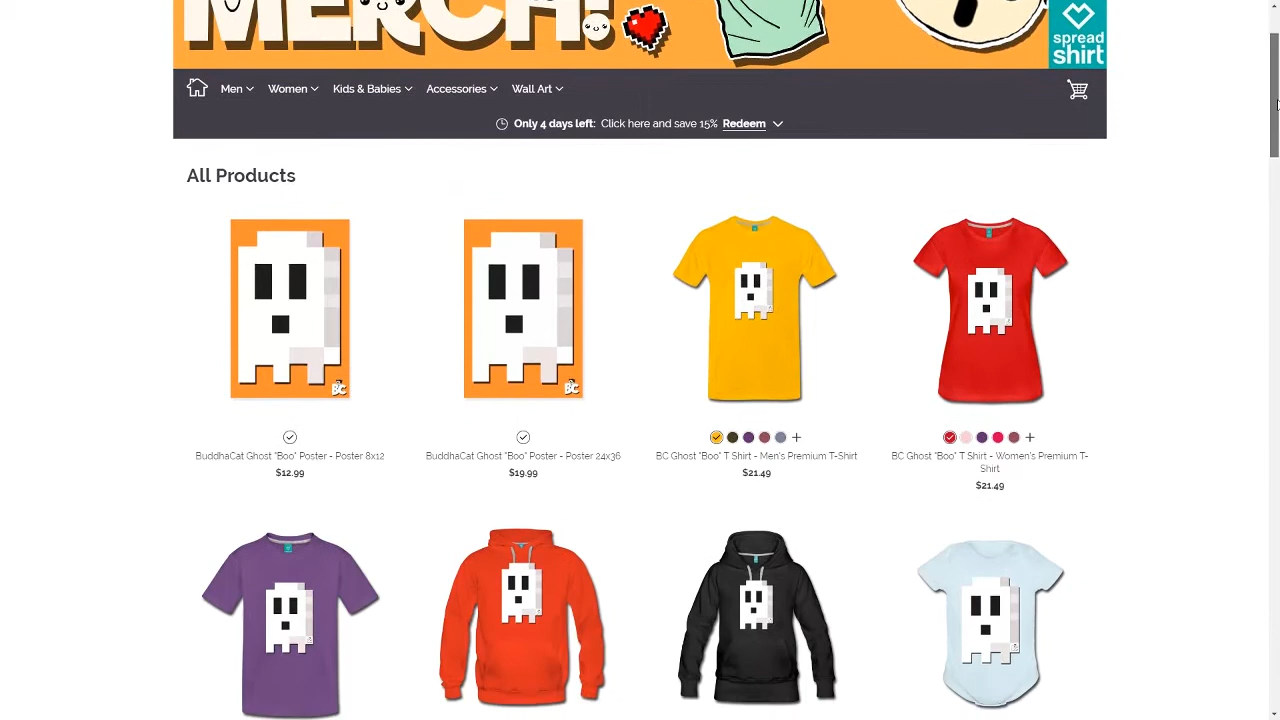 MERCH!
spread
shirt
Men
Women
Kids & Babies
Accessories
Wall Art
Only 4 days left: Click here and save 15% Redeem
All Products
BC
BC
BuddhaCat Ghost "Boo" Poster - Poster 8x12
$12.99
BuddhaCat Ghost "Boo" Poster - Poster 24x36
$19.99
BC Ghost "Boo" T Shirt - Men's Premium T-Shirt
$21.49
BC Ghost "Boo" T Shirt - Women's Premium T-
Shirt
$21.49